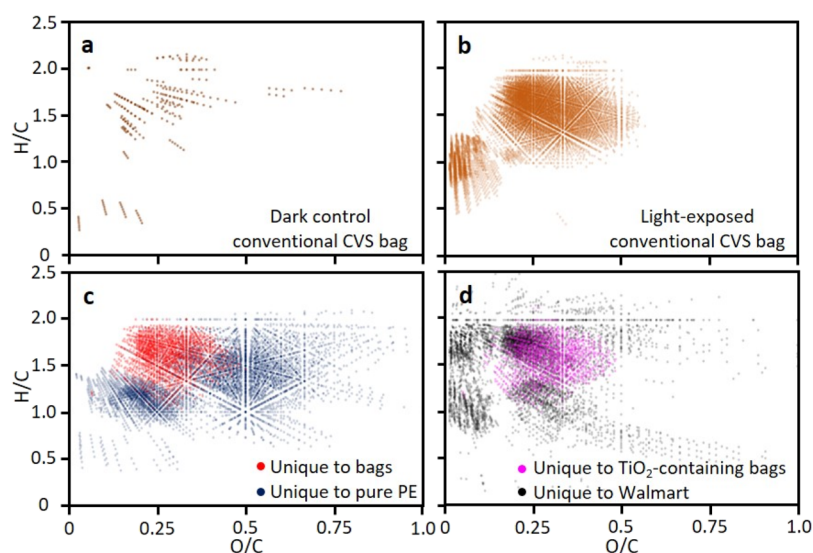 2.5
a
2.0
1.5
H/C
1.0
0.5
0
Dark control
conventional CVS bag
b
Light-exposed
conventional CVS bag
2.5
c
2.0
1.5
H/C
1.0
0.5
0
Unique to bags
Unique to pure PE
0 0.25 0.5 0.75 1.0
O/C
d
Unique to TiO₂-containing bags
Unique to Walmart
0 0.25 0.5 0.75 1.0
O/C